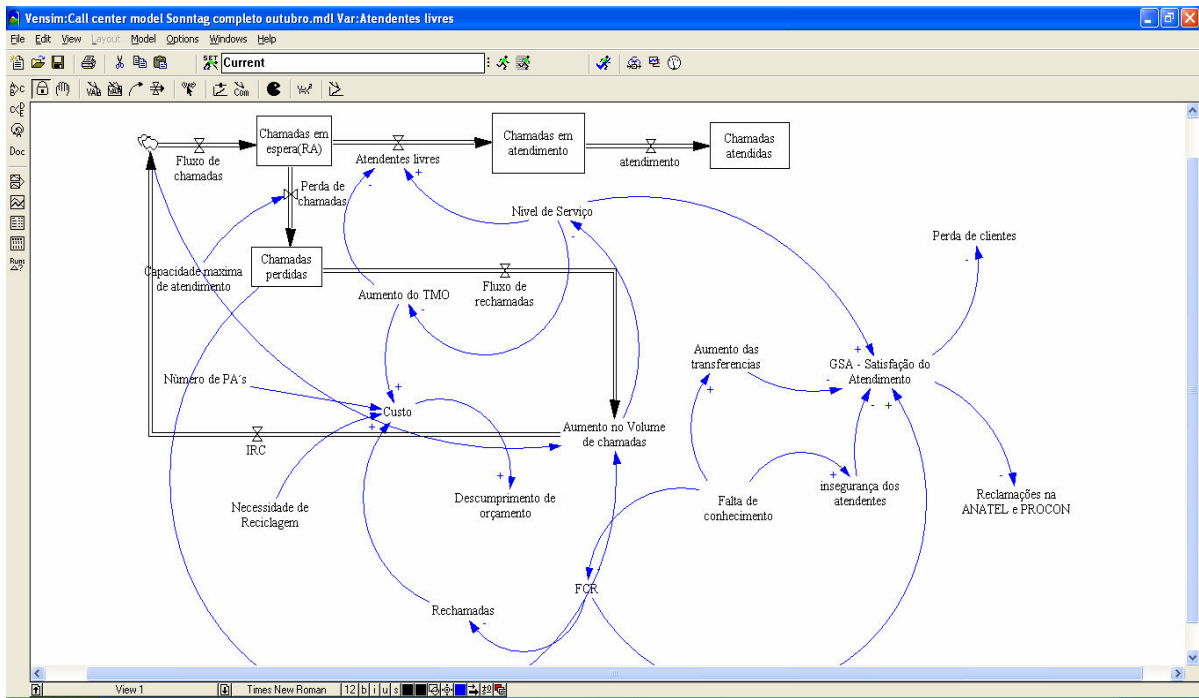 Vensim:Call center model Sonntag completo outubro.mdl Var:Atendentes livres
File Edit View Layout Model Options Windows Help
SET Current
VAB
Com
Doc
Runs
Chamadas em
espera(RA)
Chamadas em
atendimento
Chamadas
atendidas
Fluxo de
chamadas
Atendentes livres
atendimento
Perda de
chamadas
Nivel de Serviço
Perda de clientes
Chamadas
perdidas
Capacidade maxima
de atendimento
Aumento do TMO
Fluxo de
rechamadas
Aumento das
transferencias
GSA - Satisfação do
Atendimento
Nùmero de PA´s
Custo
Aumento no Volume
de chamadas
IRC
Descumprimento de
orçamento
Necessidade de
Reciclagem
Falta de
conhecimento
insegurança dos
atendentes
Reclamações na
ANATEL e PROCON
FCR
Rechamadas
View 1 Times New Roman 12 b i u s